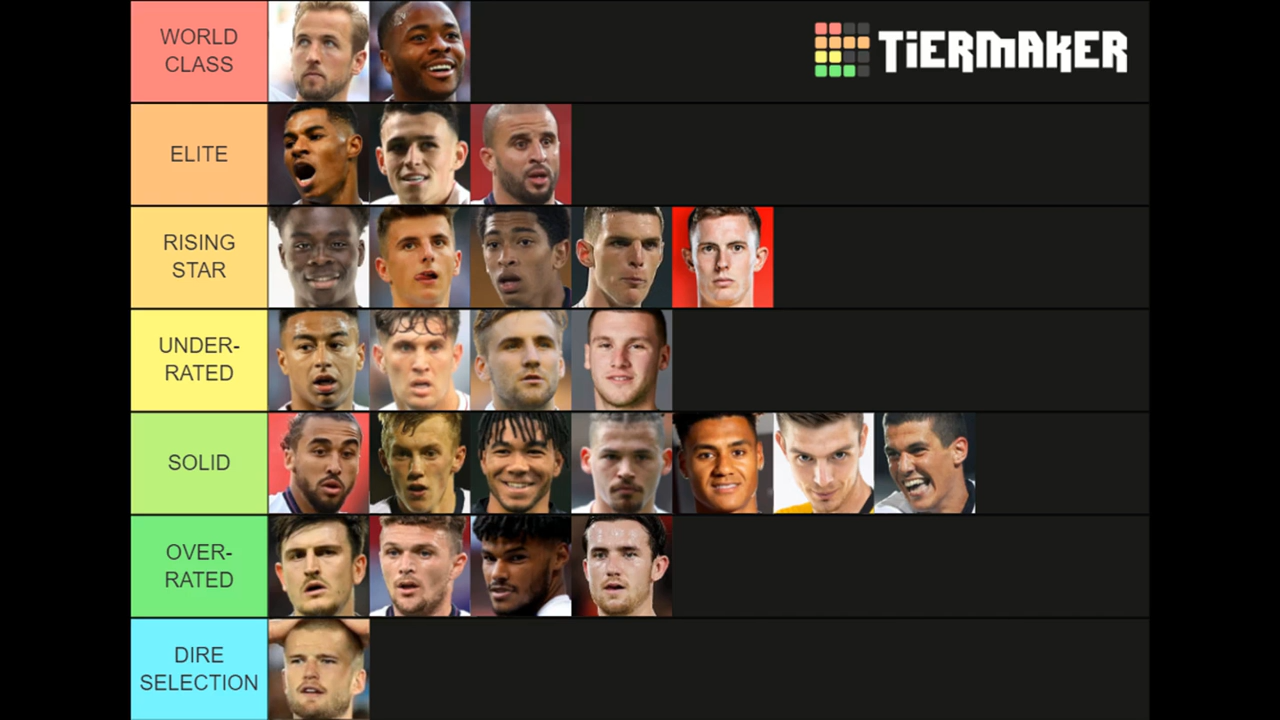 WORLD
CLASS
TIERMAKER
ELITE
RISING
STAR
UNDER-
RATED
SOLID
OVER-
RATED
DIRE
SELECTION